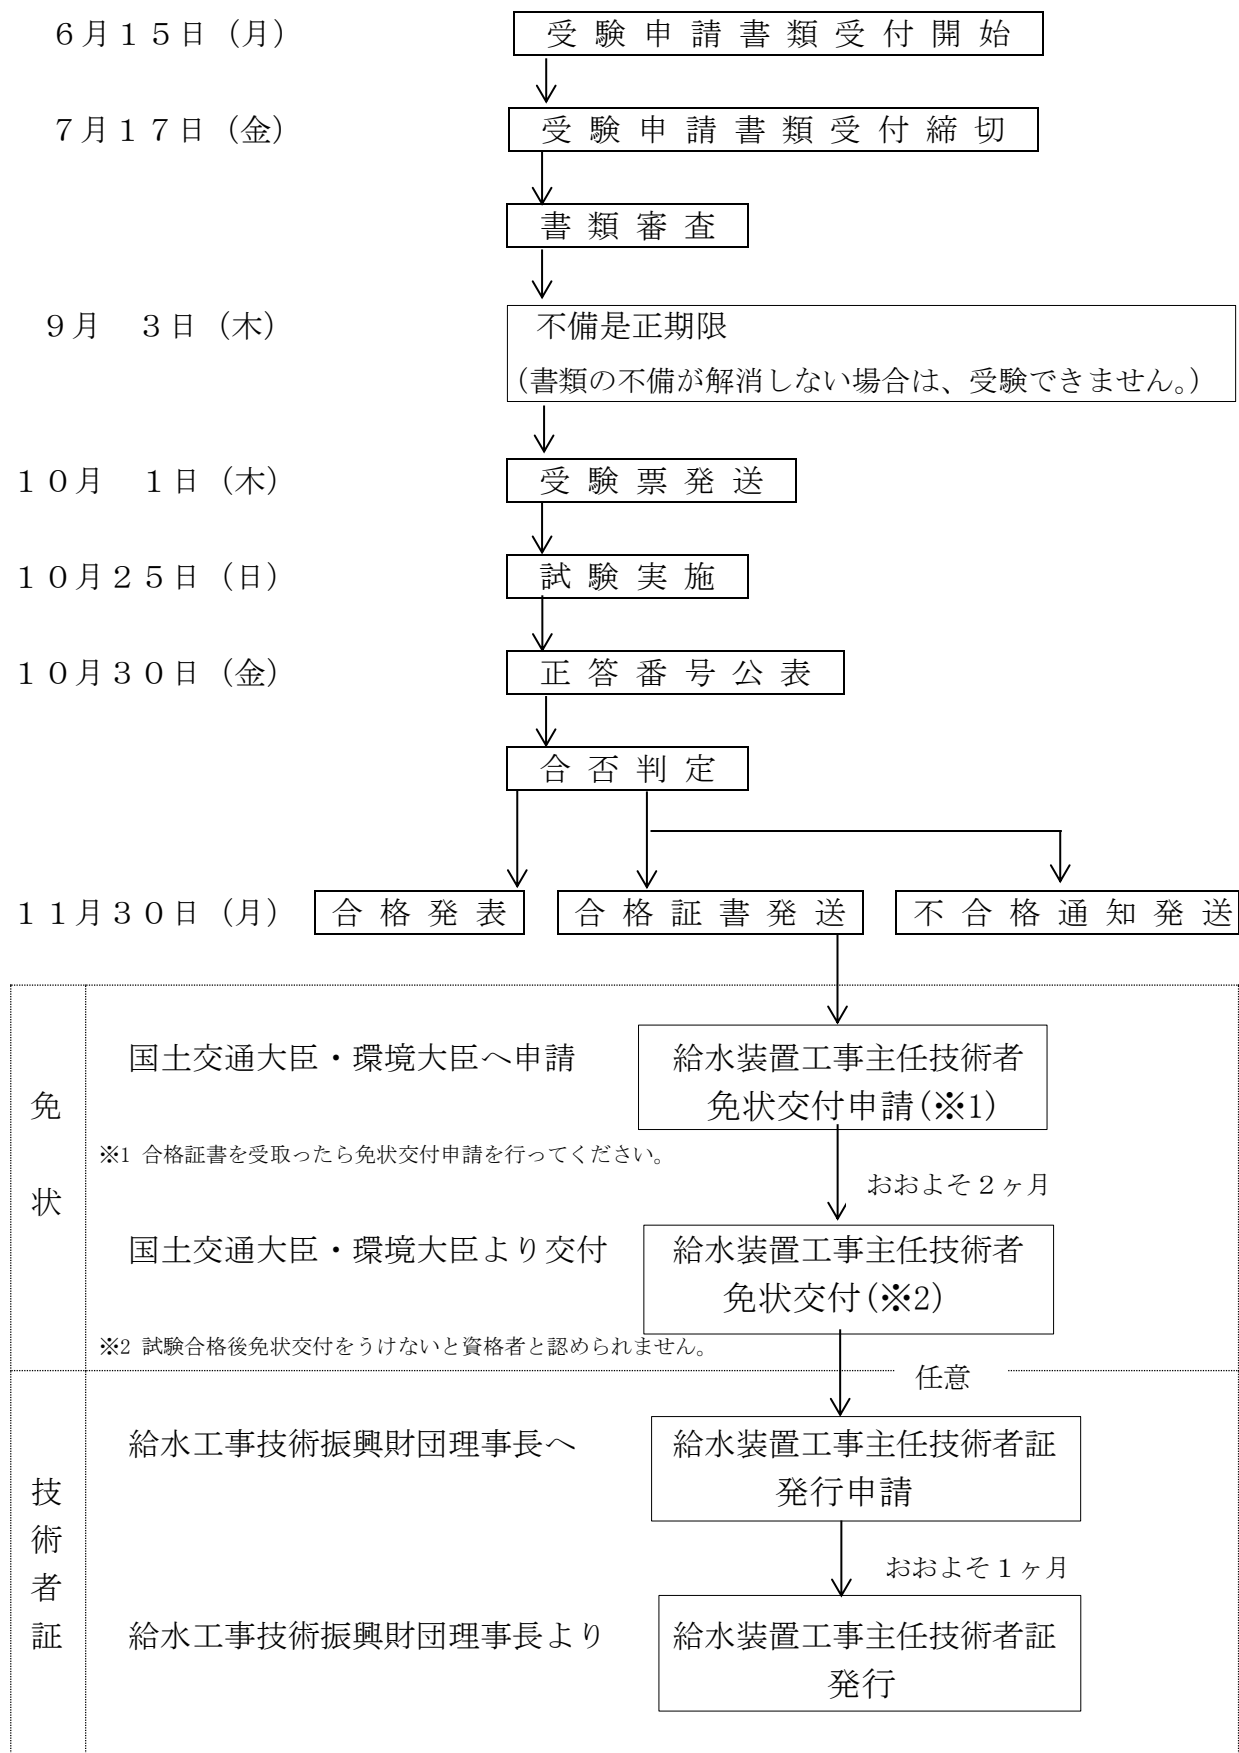 ６月１５日（月） 受験申請書類受付開始
７月１７日（金） 受験申請書類受付締切
書類審査
９月　３日（木） 不備是正期限
（書類の不備が解消しない場合は、受験できません。）
１０月　１日（木） 受験票発送
１０月２５日（日） 試験実施
１０月３０日（金） 正答番号公表
合否判定
１１月３０日（月） 合格発表 合格証書発送 不合格通知発送
免状
国土交通大臣・環境大臣へ申請 給水装置工事主任技術者
免状交付申請(※1)
※1 合格証書を受取ったら免状交付申請を行ってください。
おおよそ２ヶ月
国土交通大臣・環境大臣より交付 給水装置工事主任技術者
免状交付(※2)
※2 試験合格後免状交付をうけないと資格者と認められません。
任意
技術者証
給水工事技術振興財団理事長へ 給水装置工事主任技術者証
発行申請
おおよそ１ヶ月
給水工事技術振興財団理事長より 給水装置工事主任技術者証
発行